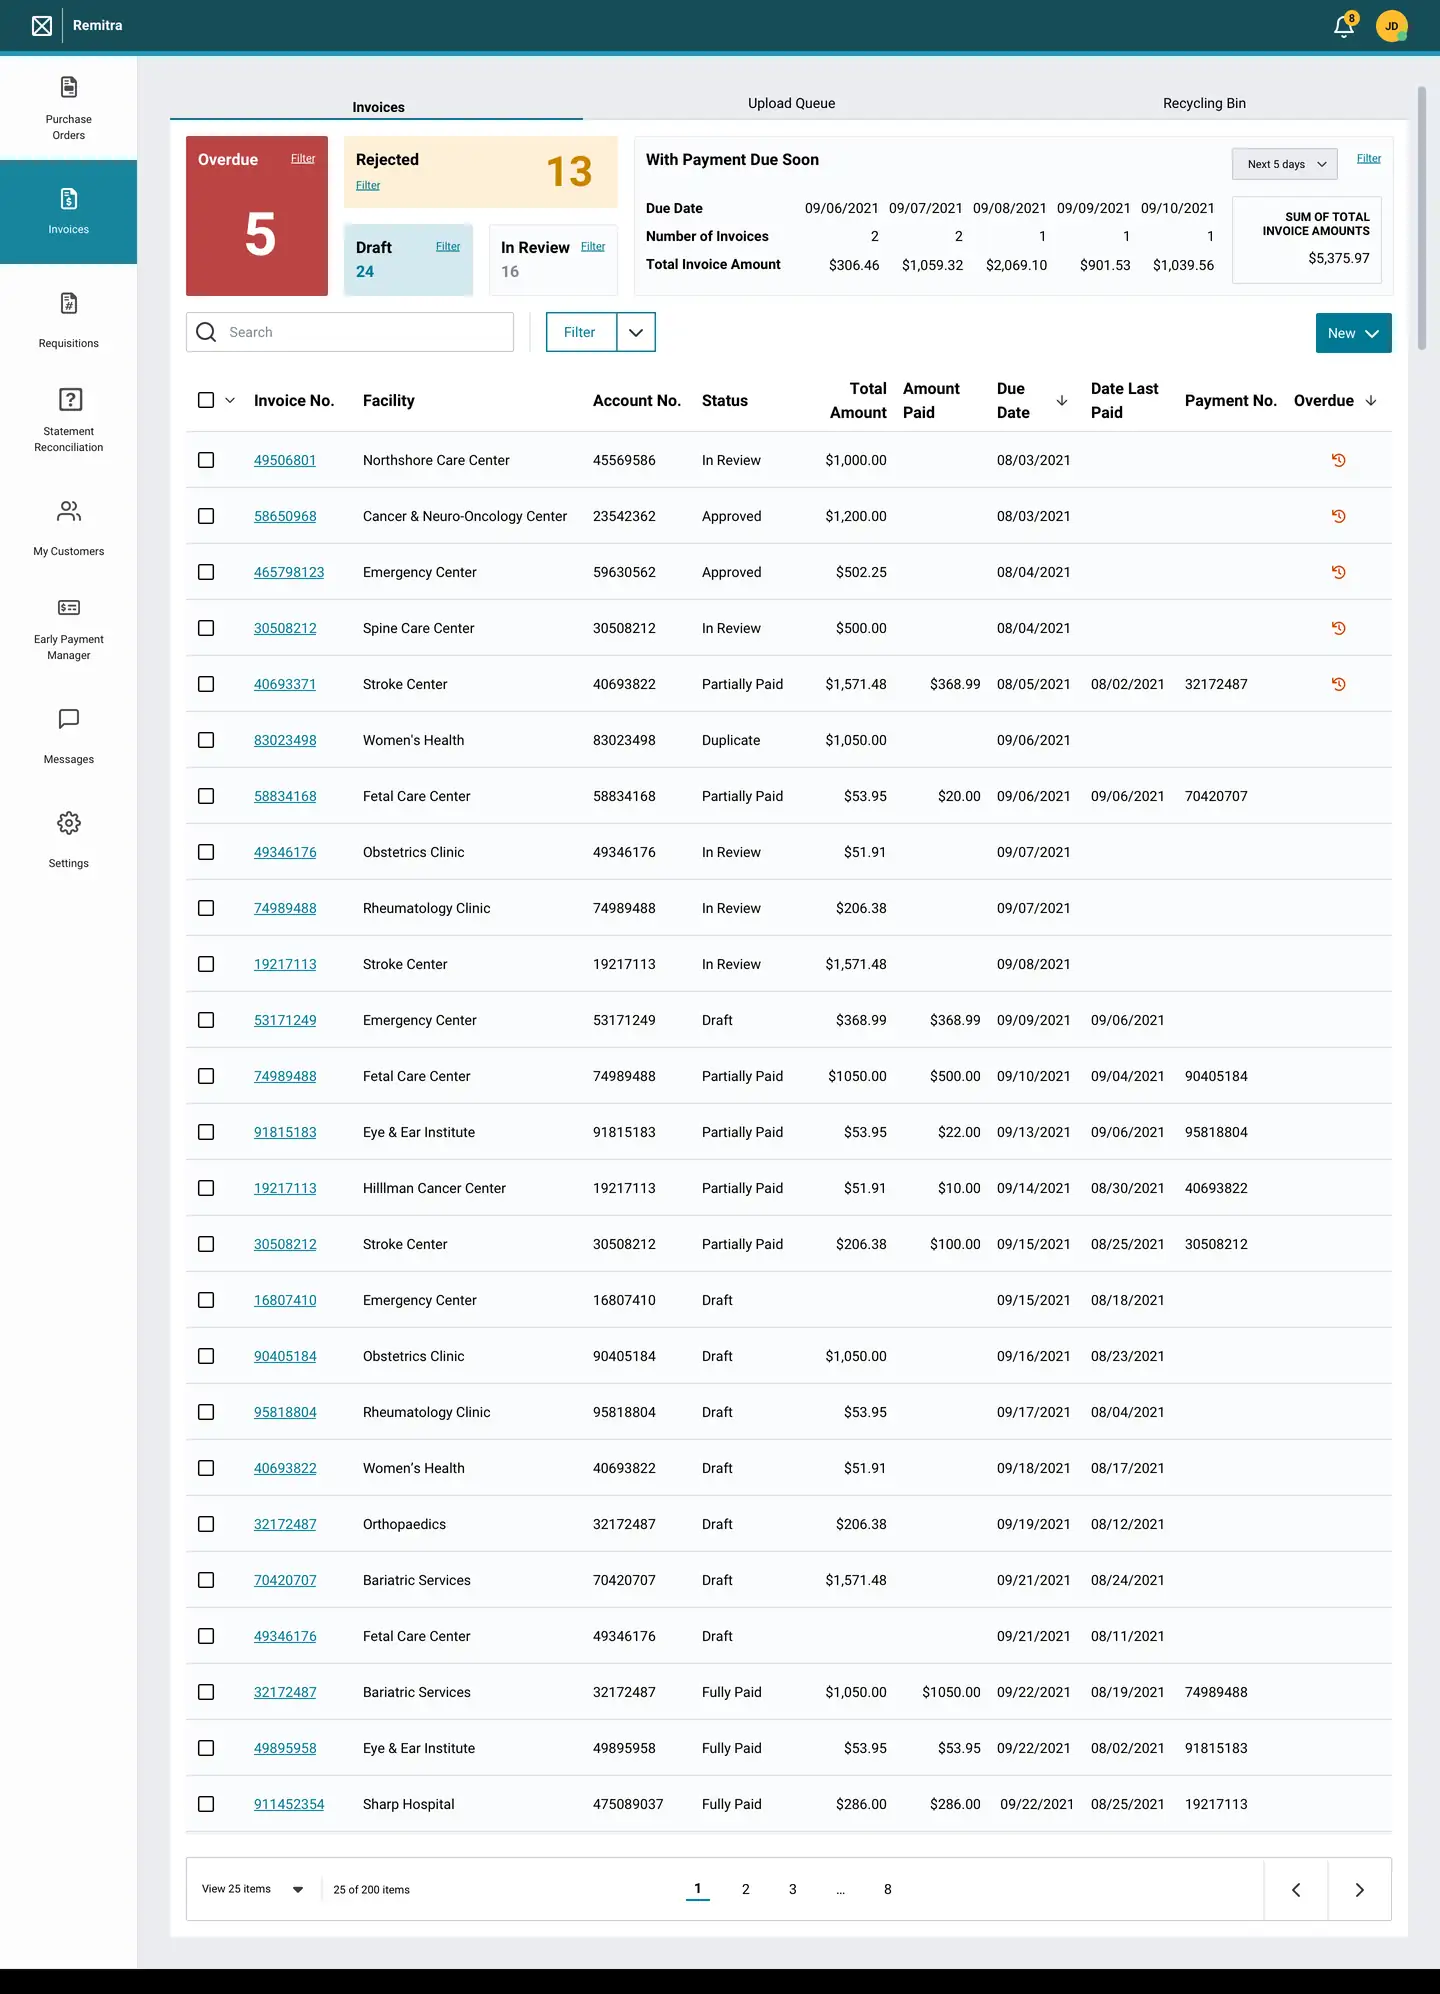 Remitra
8
JD
Purchase
Orders
Invoices
Requisitions
Statement
Reconciliation
My Customers
Early Payment
Manager
Messages
Settings
Invoices Upload Queue Recycling Bin
Overdue Filter
5
Rejected
Filter
13
Draft Filter
24
In Review Filter
16
With Payment Due Soon Next 5 days Filter
Due Date 09/06/2021 09/07/2021 09/08/2021 09/09/2021 09/10/2021
Number of Invoices 2 2 1 1 1
Total Invoice Amount $306.46 $1,059.32 $2,069.10 $901.53 $1,039.56
SUM OF TOTAL
INVOICE AMOUNTS
$5,375.97
Search Filter New
Invoice No. Facility Account No. Status Total Amount Amount Paid Due Date Date Last Paid Payment No. Overdue
49506801 Northshore Care Center 45569586 In Review $1,000.00 08/03/2021
58650968 Cancer & Neuro-Oncology Center 23542362 Approved $1,200.00 08/03/2021
465798123 Emergency Center 59630562 Approved $502.25 08/04/2021
30508212 Spine Care Center 30508212 In Review $500.00 08/04/2021
40693371 Stroke Center 40693822 Partially Paid $1,571.48 $368.99 08/05/2021 08/02/2021 32172487
83023498 Women's Health 83023498 Duplicate $1,050.00 09/06/2021
58834168 Fetal Care Center 58834168 Partially Paid $53.95 $20.00 09/06/2021 09/06/2021 70420707
49346176 Obstetrics Clinic 49346176 In Review $51.91 09/07/2021
74989488 Rheumatology Clinic 74989488 In Review $206.38 09/07/2021
19217113 Stroke Center 19217113 In Review $1,571.48 09/08/2021
53171249 Emergency Center 53171249 Draft $368.99 $368.99 09/09/2021 09/06/2021
74989488 Fetal Care Center 74989488 Partially Paid $1050.00 $500.00 09/10/2021 09/04/2021 90405184
91815183 Eye & Ear Institute 91815183 Partially Paid $53.95 $22.00 09/13/2021 09/06/2021 95818804
19217113 Hilllman Cancer Center 19217113 Partially Paid $51.91 $10.00 09/14/2021 08/30/2021 40693822
30508212 Stroke Center 30508212 Partially Paid $206.38 $100.00 09/15/2021 08/25/2021 30508212
16807410 Emergency Center 16807410 Draft 09/15/2021 08/18/2021
90405184 Obstetrics Clinic 90405184 Draft $1,050.00 09/16/2021 08/23/2021
95818804 Rheumatology Clinic 95818804 Draft $53.95 09/17/2021 08/04/2021
40693822 Women’s Health 40693822 Draft $51.91 09/18/2021 08/17/2021
32172487 Orthopaedics 32172487 Draft $206.38 09/19/2021 08/12/2021
70420707 Bariatric Services 70420707 Draft $1,571.48 09/21/2021 08/24/2021
49346176 Fetal Care Center 49346176 Draft 09/21/2021 08/11/2021
32172487 Bariatric Services 32172487 Fully Paid $1,050.00 $1050.00 09/22/2021 08/19/2021 74989488
49895958 Eye & Ear Institute 49895958 Fully Paid $53.95 $53.95 09/22/2021 08/02/2021 91815183
911452354 Sharp Hospital 475089037 Fully Paid $286.00 $286.00 09/22/2021 08/25/2021 19217113
View 25 items 25 of 200 items 1 2 3 ... 8